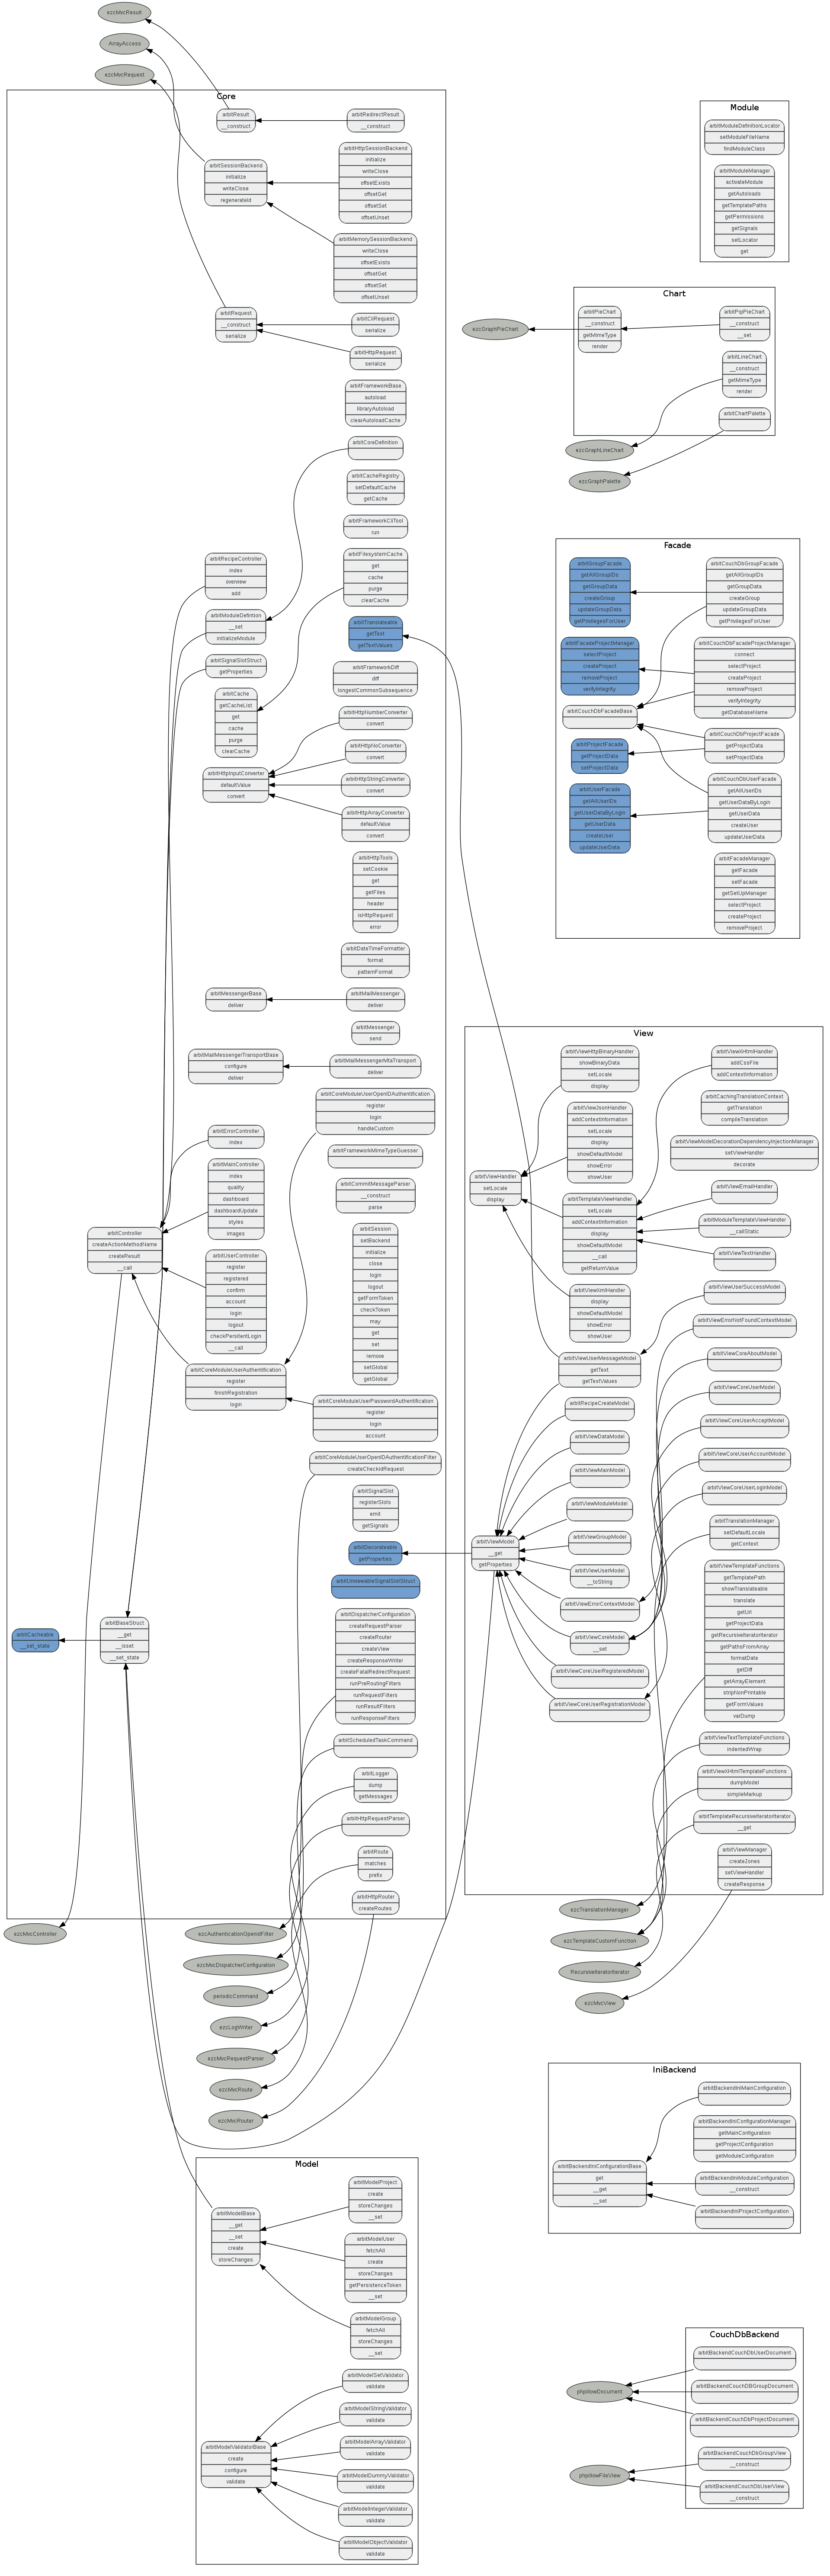 ezcMvcResult
ArrayAccess
ezcMvcRequest
Core
arbitResult
__construct
arbitRedirectResult
__construct
arbitSessionBackend
initialize
writeClose
regenerateId
arbitHttpSessionBackend
initialize
writeClose
offsetExists
offsetGet
offsetSet
offsetUnset
arbitMemorySessionBackend
writeClose
offsetExists
offsetGet
offsetSet
offsetUnset
arbitRequest
__construct
serialize
arbitCliRequest
serialize
arbitHttpRequest
serialize
arbitFrameworkBase
autoload
libraryAutoload
clearAutoloadCache
arbitCoreDefinition
arbitCacheRegistry
setDefaultCache
getCache
arbitFrameworkCliTool
run
arbitRecipeController
index
overview
add
arbitFilesystemCache
get
cache
purge
clearCache
arbitModuleDefintion
__set
initializeModule
arbitTranslateable
getText
getTextValues
arbitSignalSlotStruct
getProperties
arbitFrameworkDiff
diff
longestCommonSubsequence
arbitCache
getCacheList
get
cache
purge
clearCache
arbitHttpNumberConverter
convert
arbitHttpNoConverter
convert
arbitHttpInputConverter
defaultValue
convert
arbitHttpStringConverter
convert
arbitHttpArrayConverter
defaultValue
convert
arbitHttpTools
setCookie
get
getFiles
header
isHttpRequest
error
arbitDateTimeFormatter
format
patternFormat
arbitMessengerBase
deliver
arbitMailMessenger
deliver
arbitMessenger
send
arbitMailMessengerTransportBase
configure
deliver
arbitMailMessengerMtaTransport
deliver
arbitCoreModuleUserOpenIDAuthentification
register
login
handleCustom
arbitErrorController
index
arbitFrameworkMimeTypeGuesser
arbitMainController
index
quality
dashboard
dashboardUpdate
styles
images
arbitCommitMessageParser
__construct
parse
arbitController
createActionMethodName
createResult
__call
arbitSession
setBackend
initialize
close
login
logout
getFormToken
checkToken
may
get
set
remove
setGlobal
getGlobal
arbitUserController
register
registered
confirm
account
login
logout
checkPersitentLogin
__call
arbitCoreModuleUserAuthentification
register
finishRegistration
login
arbitCoreModuleUserPasswordAuthentification
register
login
account
arbitCoreModuleUserOpenIDAuthentificationFilter
createCheckidRequest
arbitSignalSlot
registerSlots
emit
getSignals
arbitDecorateable
getProperties
arbitUnviewableSignalSlotStruct
arbitCacheable
__set_state
arbitBaseStruct
__get
__isset
__set_state
arbitDispatcherConfiguration
createRequestParser
createRouter
createView
createResponseWriter
createFatalRedirectRequest
runPreRoutingFilters
runRequestFilters
runResultFilters
runResponseFilters
arbitScheduledTaskCommand
arbitLogger
dump
getMessages
arbitHttpRequestParser
arbitRoute
matches
prefix
arbitHttpRouter
createRoutes
ezcMvcController
ezcAuthenticationOpenidFilter
ezcMvcDispatcherConfiguration
periodicCommand
ezcLogWriter
ezcMvcRequestParser
ezcMvcRoute
ezcMvcRouter
Model
arbitModelBase
__get
__set
create
storeChanges
arbitModelProject
create
storeChanges
__set
arbitModelUser
fetchAll
create
storeChanges
getPersistenceToken
__set
arbitModelGroup
fetchAll
storeChanges
__set
arbitModelSetValidator
validate
arbitModelStringValidator
validate
arbitModelValidatorBase
create
configure
validate
arbitModelArrayValidator
validate
arbitModelDummyValidator
validate
arbitModelIntegerValidator
validate
arbitModelObjectValidator
validate
Module
arbitModuleDefinitionLocator
setModuleFileName
findModuleClass
arbitModuleManager
activateModule
getAutoloads
getTemplatePaths
getPermissions
getSignals
setLocator
get
Chart
ezcGraphPieChart
arbitPieChart
__construct
getMimeType
render
arbitPlpPieChart
__construct
__set
arbitLineChart
__construct
getMimeType
render
arbitChartPalette
ezcGraphLineChart
ezcGraphPalette
Facade
arbitGroupFacade
getAllGroupIDs
getGroupData
createGroup
updateGroupData
getPrivilegesForUser
arbitCouchDbGroupFacade
getAllGroupIDs
getGroupData
createGroup
updateGroupData
getPrivilegesForUser
arbitFacadeProjectManager
selectProject
createProject
removeProject
verifyIntegrity
arbitCouchDbFacadeProjectManager
connect
selectProject
createProject
removeProject
verifyIntegrity
getDatabaseName
arbitCouchDbFacadeBase
arbitProjectFacade
getProjectData
setProjectData
arbitCouchDbProjectFacade
getProjectData
setProjectData
arbitUserFacade
getAllUserIDs
getUserDataByLogin
getUserData
createUser
updateUserData
arbitCouchDbUserFacade
getAllUserIDs
getUserDataByLogin
getUserData
createUser
updateUserData
arbitFacadeManager
getFacade
setFacade
getSetUpManager
selectProject
createProject
removeProject
View
arbitViewHttpBinaryHandler
showBinaryData
setLocale
display
arbitViewXHtmlHandler
addCssFile
addContextInformation
arbitCachingTranslationContext
getTranslation
compileTranslation
arbitViewJsonHandler
addContextInformation
setLocale
display
showDefaultModel
showError
showUser
arbitViewModelDecorationDependencyInjectionManager
setViewHandler
decorate
arbitViewHandler
setLocale
display
arbitViewEmailHandler
arbitTemplateViewHandler
setLocale
addContextInformation
display
showDefaultModel
__call
getReturnValue
arbitModuleTemplateViewHandler
__callStatic
arbitViewTextHandler
arbitViewXmlHandler
display
showDefaultModel
showError
showUser
arbitViewUserSuccessModel
arbitViewErrorNotFoundContextModel
arbitViewUserMessageModel
getText
getTextValues
arbitViewCoreAboutModel
arbitViewCoreUserModel
arbitRecipeCreateModel
arbitViewCoreUserAcceptModel
arbitViewDataModel
arbitViewCoreUserAccountModel
arbitViewMainModel
arbitViewCoreUserLoginModel
arbitViewModuleModel
arbitTranslationManager
setDefaultLocale
getContext
arbitViewModel
__get
getProperties
arbitViewGroupModel
arbitViewUserModel
__toString
arbitViewErrorContextModel
arbitViewCoreModel
__set
arbitViewCoreUserRegisteredModel
arbitViewCoreUserRegistrationModel
arbitViewTemplateFunctions
getTemplatePath
showTranslateable
translate
getUrl
getProjectData
getRecursiveIteratorIterator
getPathsFromArray
formatDate
getDiff
getArrayElement
stripNonPrintable
getFormValues
varDump
arbitViewTextTemplateFunctions
indentedWrap
arbitViewXHtmlTemplateFunctions
dumpModel
simpleMarkup
arbitTemplateRecursiveIteratorIterator
__get
arbitViewManager
createZones
setViewHandler
createResponse
ezcTranslationManager
ezcTemplateCustomFunction
RecursiveIteratorIterator
ezcMvcView
IniBackend
arbitBackendIniMainConfiguration
arbitBackendIniConfigurationManager
getMainConfiguration
getProjectConfiguration
getModuleConfiguration
arbitBackendIniConfigurationBase
get
__get
__set
arbitBackendIniModuleConfiguration
__construct
arbitBackendIniProjectConfiguration
CouchDbBackend
arbitBackendCouchDbUserDocument
phpillowDocument
arbitBackendCouchDBGroupDocument
arbitBackendCouchDbProjectDocument
arbitBackendCouchDbGroupView
__construct
phpillowFileView
arbitBackendCouchDbUserView
__construct